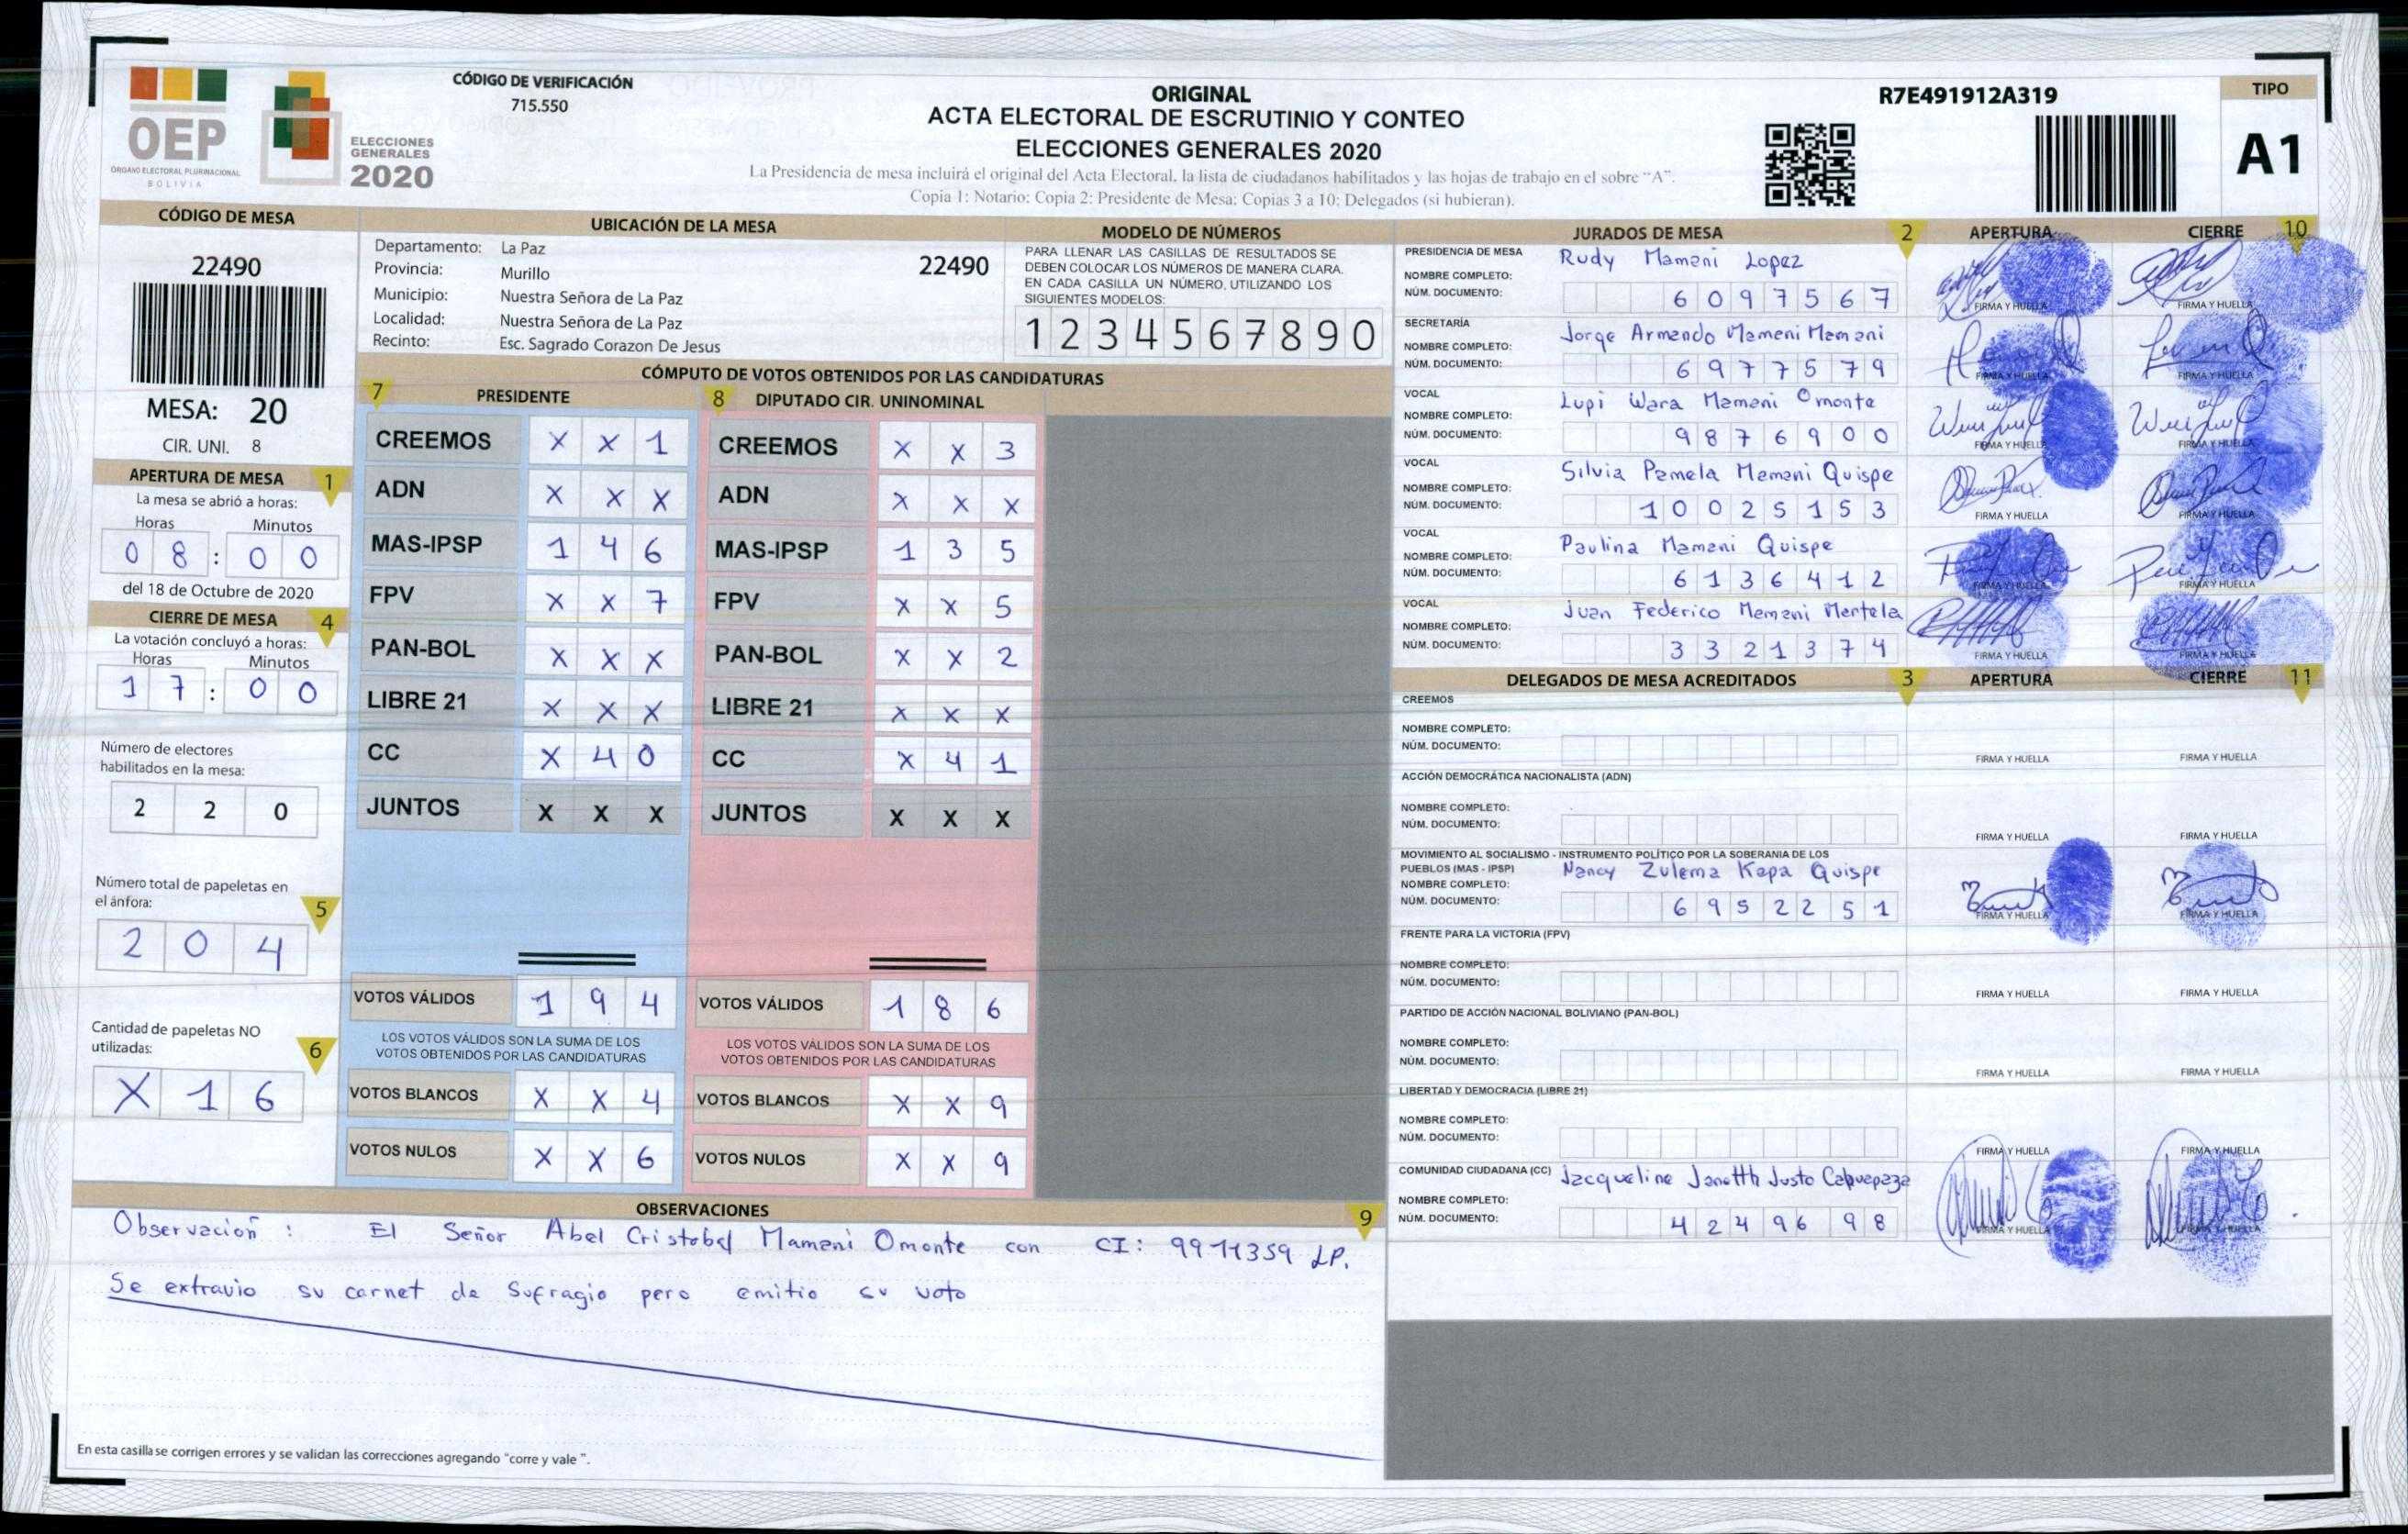 OEP
ÓRGANO ELECTORAL PLURINACIONAL
BOLIVIA
ELECCIONES
GENERALES
2020
CÓDIGO DE VERIFICACIÓN
715.550
ORIGINAL
ACTA ELECTORAL DE ESCRUTINIO Y CONTEO
ELECCIONES GENERALES 2020
La Presidencia de mesa incluirá el original del Acta Electoral, la lista de ciudadanos habilitados y las hojas de trabajo en el sobre "A".
Copia 1: Notario; Copia 2: Presidente de Mesa; Copias 3 a 10; Delegados (si hubieran).
R7E491912A319
TIPO
A1
CÓDIGO DE MESA
22490
MESA: 20
CIR. UNI. 8
APERTURA DE MESA 1
La mesa se abrió a horas:
Horas Minutos
0 8 : 0 0
del 18 de Octubre de 2020
CIERRE DE MESA 4
La votación concluyó a horas:
Horas Minutos
1 7 : 0 0
Número de electores
habilitados en la mesa:
2 2 0
Número total de papeletas en
el ánfora: 5
2 0 4
Cantidad de papeletas NO
utilizadas: 6
X 1 6
UBICACIÓN DE LA MESA
Departamento: La Paz
Provincia: Murillo 22490
Municipio: Nuestra Señora de La Paz
Localidad: Nuestra Señora de La Paz
Recinto: Esc. Sagrado Corazon De Jesus
MODELO DE NÚMEROS
PARA LLENAR LAS CASILLAS DE RESULTADOS SE
DEBEN COLOCAR LOS NÚMEROS DE MANERA CLARA.
EN CADA CASILLA UN NÚMERO, UTILIZANDO LOS
SIGUIENTES MODELOS:
1 2 3 4 5 6 7 8 9 0
CÓMPUTO DE VOTOS OBTENIDOS POR LAS CANDIDATURAS
7 PRESIDENTE
CREEMOS X X 1
ADN X X X
MAS-IPSP 1 4 6
FPV X X 7
PAN-BOL X X X
LIBRE 21 X X X
CC X 4 0
JUNTOS X X X
VOTOS VÁLIDOS 1 9 4
LOS VOTOS VÁLIDOS SON LA SUMA DE LOS
VOTOS OBTENIDOS POR LAS CANDIDATURAS
VOTOS BLANCOS X X 4
VOTOS NULOS X X 6
8 DIPUTADO CIR. UNINOMINAL
CREEMOS X X 3
ADN X X X
MAS-IPSP 1 3 5
FPV X X 5
PAN-BOL X X 2
LIBRE 21 X X X
CC X 4 1
JUNTOS X X X
VOTOS VÁLIDOS 1 8 6
LOS VOTOS VÁLIDOS SON LA SUMA DE LOS
VOTOS OBTENIDOS POR LAS CANDIDATURAS
VOTOS BLANCOS X X 9
VOTOS NULOS X X 9
JURADOS DE MESA 2 APERTURA CIERRE 10
PRESIDENCIA DE MESA
NOMBRE COMPLETO: Rudy Mamani Lopez
NÚM. DOCUMENTO: 6 0 9 7 5 6 7
FIRMA Y HUELLA FIRMA Y HUELLA
SECRETARÍA
NOMBRE COMPLETO: Jorge Armando Mamani Mamani
NÚM. DOCUMENTO: 6 9 7 7 5 7 9
FIRMA Y HUELLA FIRMA Y HUELLA
VOCAL
NOMBRE COMPLETO: Lupi Wara Mamani Omonte
NÚM. DOCUMENTO: 9 8 7 6 9 0 0
FIRMA Y HUELLA FIRMA Y HUELLA
VOCAL
NOMBRE COMPLETO: Silvia Pamela Mamani Quispe
NÚM. DOCUMENTO: 1 0 0 2 5 1 5 3
FIRMA Y HUELLA FIRMA Y HUELLA
VOCAL
NOMBRE COMPLETO: Paulina Mamani Quispe
NÚM. DOCUMENTO: 6 1 3 6 4 1 2
FIRMA Y HUELLA FIRMA Y HUELLA
VOCAL
NOMBRE COMPLETO: Juan Federico Mamani Mantela
NÚM. DOCUMENTO: 3 3 2 1 3 7 4
FIRMA Y HUELLA FIRMA Y HUELLA
DELEGADOS DE MESA ACREDITADOS 3 APERTURA CIERRE 11
CREEMOS
NOMBRE COMPLETO:
NÚM. DOCUMENTO:
FIRMA Y HUELLA FIRMA Y HUELLA
ACCIÓN DEMOCRÁTICA NACIONALISTA (ADN)
NOMBRE COMPLETO:
NÚM. DOCUMENTO:
FIRMA Y HUELLA FIRMA Y HUELLA
MOVIMIENTO AL SOCIALISMO - INSTRUMENTO POLÍTICO POR LA SOBERANIA DE LOS
PUEBLOS (MAS - IPSP) Nancy Zulema Kapa Quispe
NOMBRE COMPLETO:
NÚM. DOCUMENTO: 6 9 5 2 2 5 1
FIRMA Y HUELLA FIRMA Y HUELLA
FRENTE PARA LA VICTORIA (FPV)
NOMBRE COMPLETO:
NÚM. DOCUMENTO:
FIRMA Y HUELLA FIRMA Y HUELLA
PARTIDO DE ACCIÓN NACIONAL BOLIVIANO (PAN-BOL)
NOMBRE COMPLETO:
NÚM. DOCUMENTO:
FIRMA Y HUELLA FIRMA Y HUELLA
LIBERTAD Y DEMOCRACIA (LIBRE 21)
NOMBRE COMPLETO:
NÚM. DOCUMENTO:
FIRMA Y HUELLA FIRMA Y HUELLA
COMUNIDAD CIUDADANA (CC) Jacqueline Janetth Justo
NOMBRE COMPLETO:
NÚM. DOCUMENTO: 4 2 4 9 6 9 8
FIRMA Y HUELLA FIRMA Y HUELLA
OBSERVACIONES 9
Observación : El Señor Abel Cristobal Mamani Omonte con CI: 9911359 LP.
Se extravio su carnet de Sufragio pero emitio su voto
En esta casilla se corrigen errores y se validan las correcciones agregando "corre y vale ".